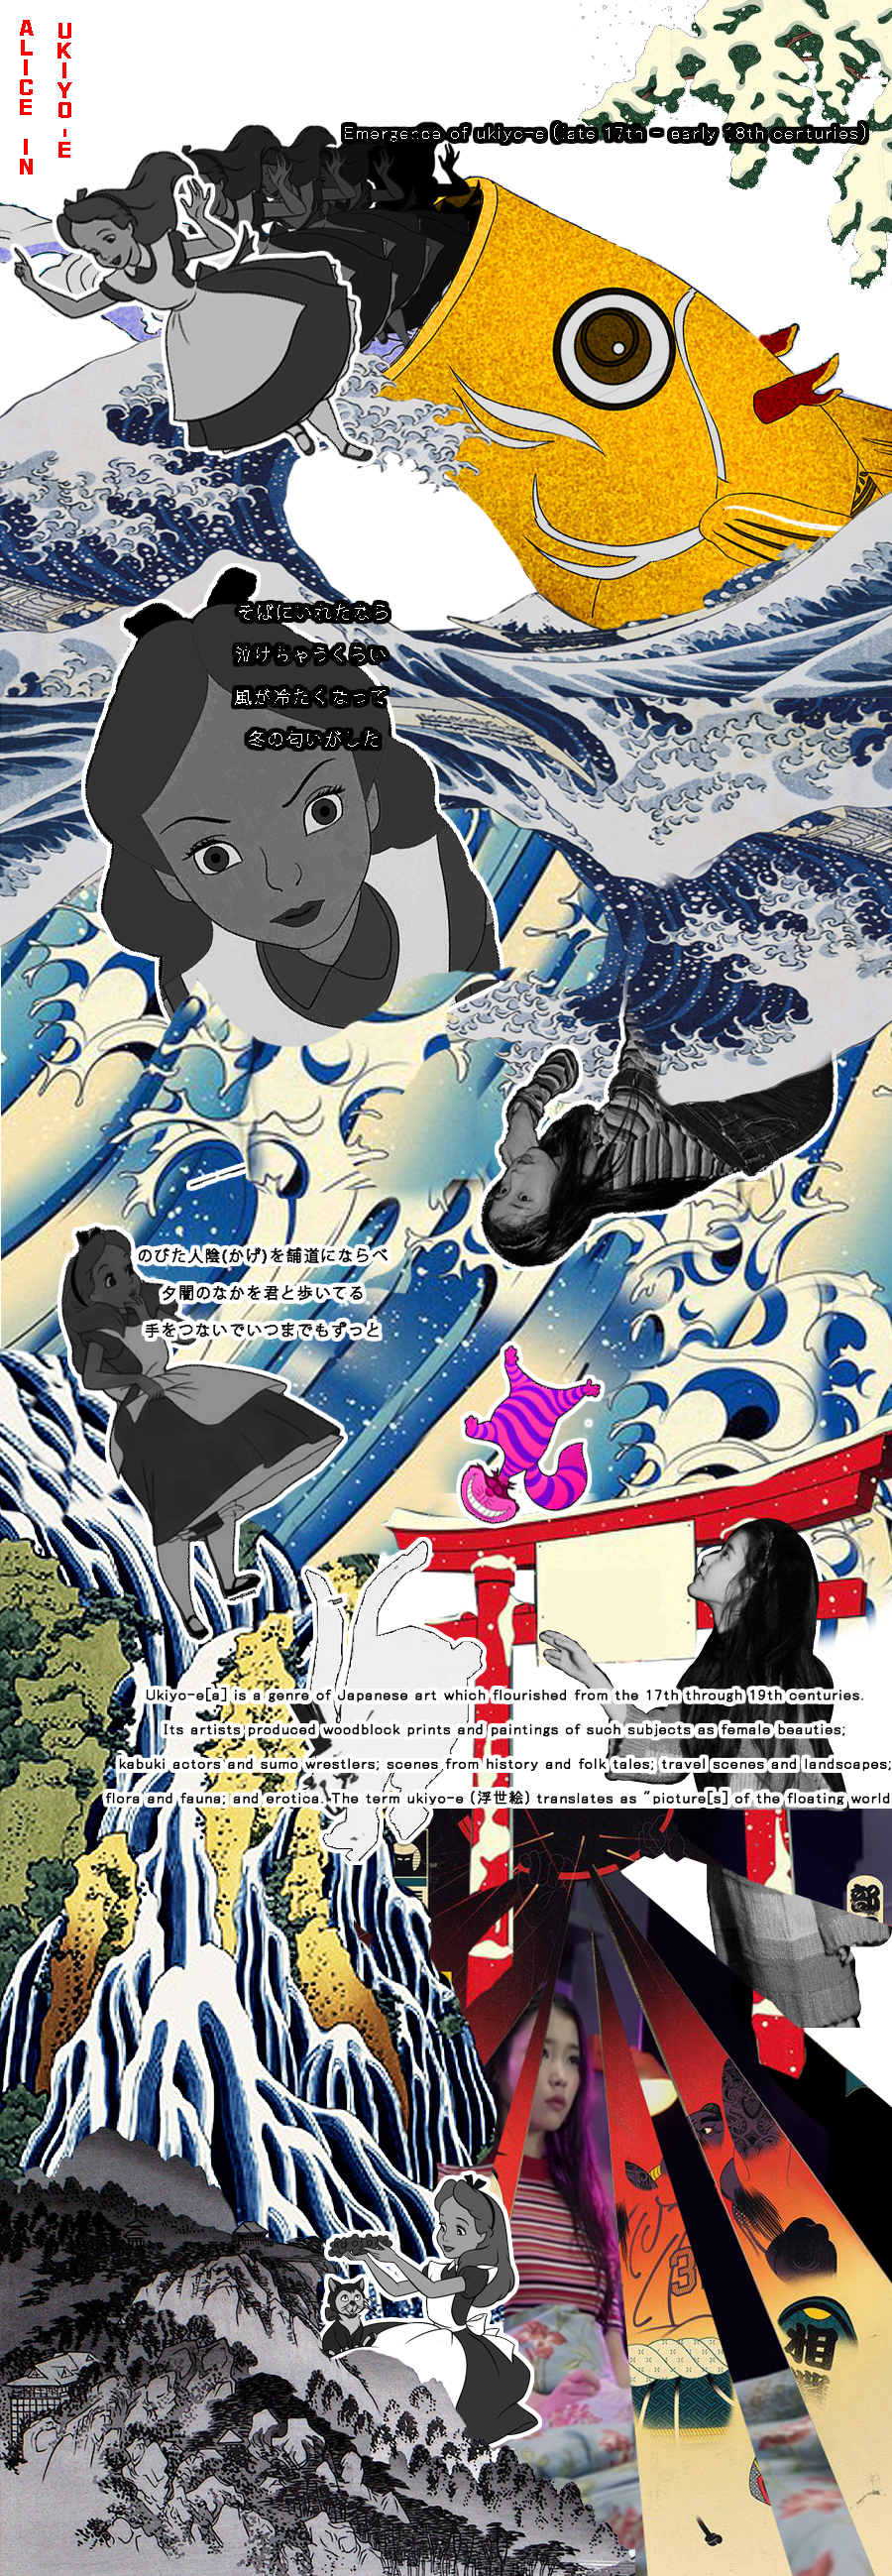 ALICE IN
UKIYO-E
Emergence of ukiyo-e (late 17th - early 18th centuries)
そばにいれたなら
泣けちゃうくらい
風が冷たくなって
冬の匂いがした
のびた人陰(かげ)を舗道にならべ
夕闇のなかを君と歩いてる
手をつないでいつまでもずっと
Ukiyo-e[a] is a genre of Japanese art which flourished from the 17th through 19th centuries.
Its artists produced woodblock prints and paintings of such subjects as female beauties;
kabuki actors and sumo wrestlers; scenes from history and folk tales; travel scenes and landscapes;
flora and fauna; and erotica. The term ukiyo-e (浮世絵) translates as "picture[s] of the floating world
部
3
相撲